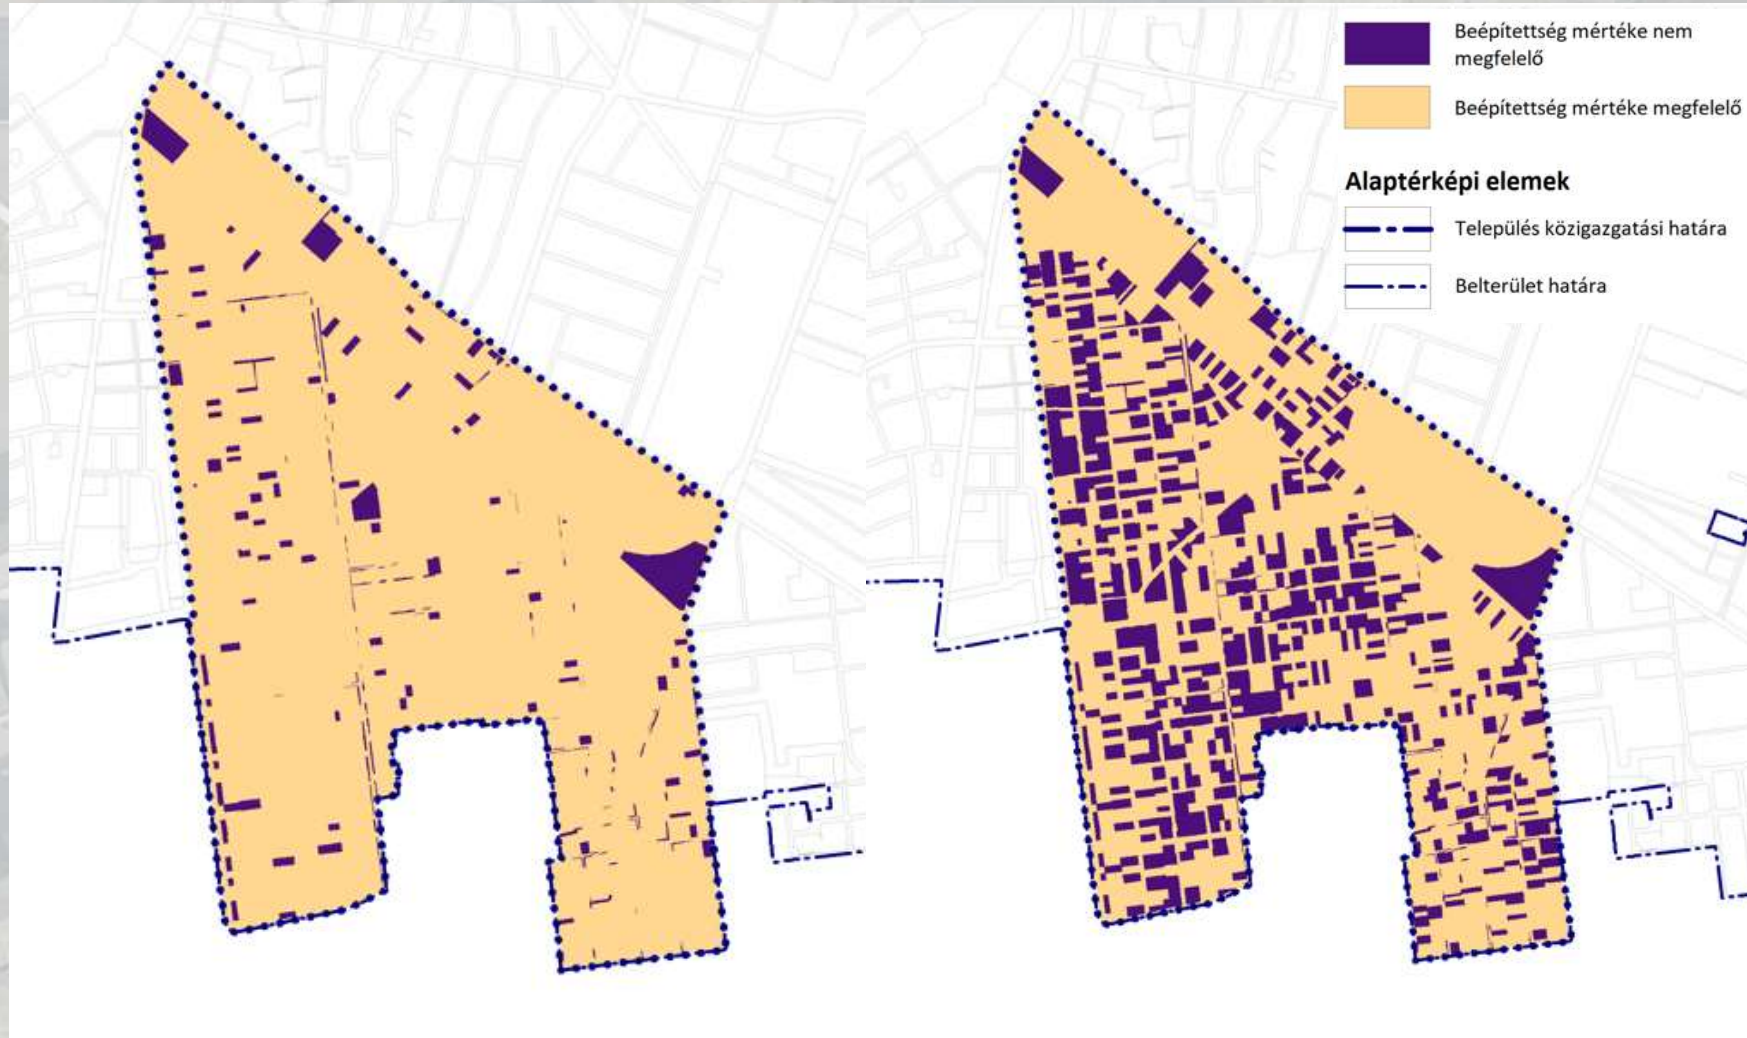 Beépítettség mértéke nem
megfelelő
Beépítettség mértéke megfelelő
Alaptérképi elemek
Település közigazgatási határa
Belterület határa